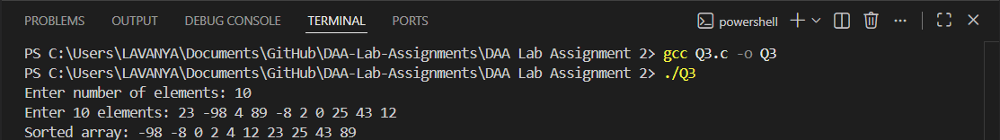 PROBLEMS OUTPUT DEBUG CONSOLE TERMINAL PORTS powershell
PS C:\Users\LAVANYA\Documents\GitHub\DAA-Lab-Assignments\DAA Lab Assignment 2> gcc Q3.c -o Q3
PS C:\Users\LAVANYA\Documents\GitHub\DAA-Lab-Assignments\DAA Lab Assignment 2> ./Q3
Enter number of elements: 10
Enter 10 elements: 23 -98 4 89 -8 2 0 25 43 12
Sorted array: -98 -8 0 2 4 12 23 25 43 89